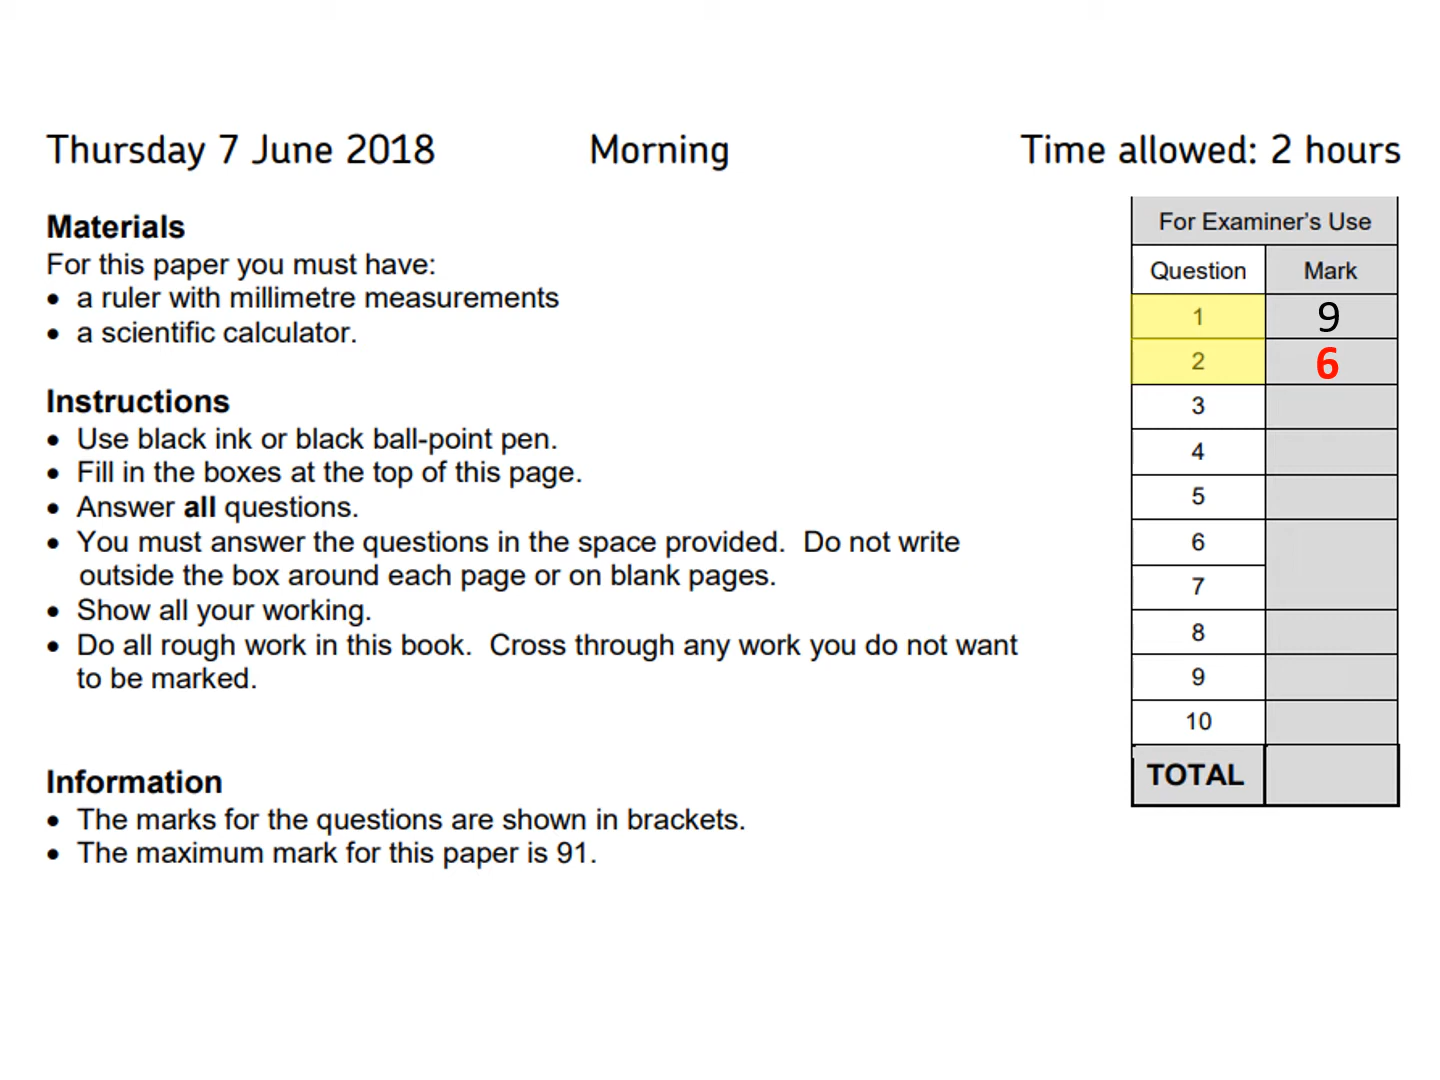 Thursday 7 June 2018 Morning Time allowed: 2 hours
Materials
For this paper you must have:
• a ruler with millimetre measurements
• a scientific calculator.
Instructions
• Use black ink or black ball-point pen.
• Fill in the boxes at the top of this page.
• Answer all questions.
• You must answer the questions in the space provided. Do not write
outside the box around each page or on blank pages.
• Show all your working.
• Do all rough work in this book. Cross through any work you do not want
to be marked.
Information
• The marks for the questions are shown in brackets.
• The maximum mark for this paper is 91.
For Examiner's Use
Question Mark
1 9
2 6
3
4
5
6
7
8
9
10
TOTAL